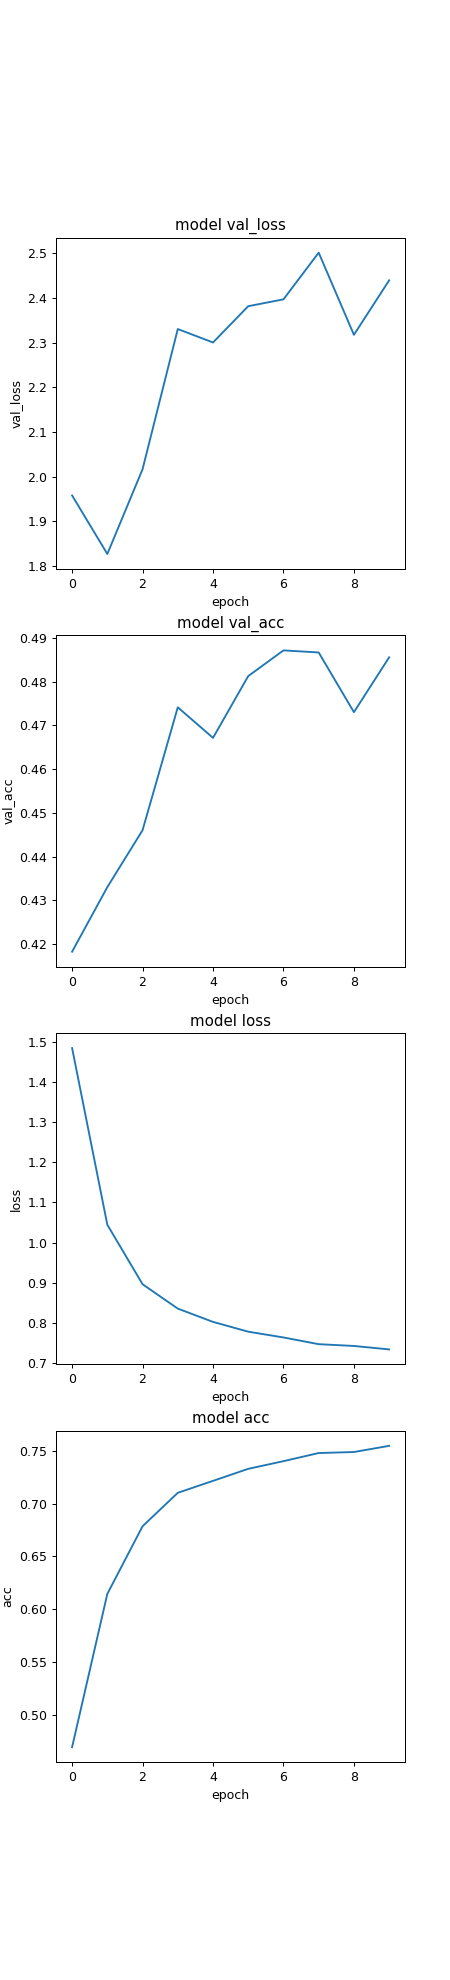 model val_loss
2.5
2.4
2.3
2.2
2.1
2.0
1.9
1.8
val_loss
0 2 4 6 8
epoch
model val_acc
0.49
0.48
0.47
0.46
0.45
0.44
0.43
0.42
val_acc
0 2 4 6 8
epoch
model loss
1.5
1.4
1.3
1.2
1.1
1.0
0.9
0.8
0.7
loss
0 2 4 6 8
epoch
model acc
0.75
0.70
0.65
0.60
0.55
0.50
acc
0 2 4 6 8
epoch